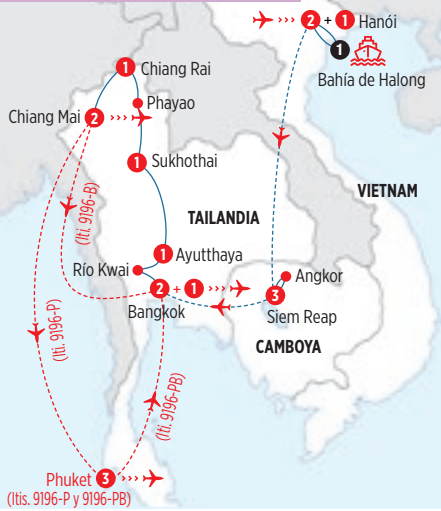 2 + 1 Hanói
1
Bahía de Halong
1 Chiang Rai
Phayao
Chiang Mai 2
1 Sukhothai
(Iti. 9196-B)
VIETNAM
TAILANDIA
1 Ayutthaya
Río Kwai
Angkor
2 + 1
Bangkok
3
Siem Reap
CAMBOYA
(Iti. 9196-P)
(Iti. 9196-PB)
Phuket 3
(Itis. 9196-P y 9196-PB)